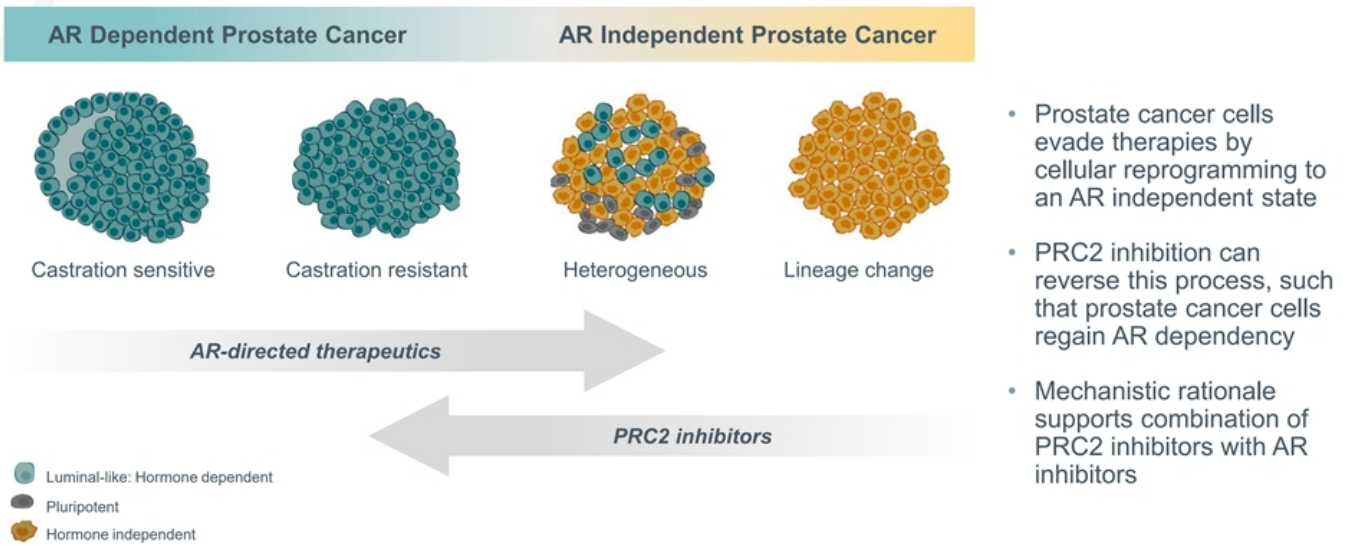 AR Dependent Prostate Cancer
AR Independent Prostate Cancer
Castration sensitive
Castration resistant
Heterogeneous
Lineage change
AR-directed therapeutics
PRC2 inhibitors
Luminal-like: Hormone dependent
Pluripotent
Hormone independent
• Prostate cancer cells
evade therapies by
cellular reprogramming to
an AR independent state
• PRC2 inhibition can
reverse this process, such
that prostate cancer cells
regain AR dependency
• Mechanistic rationale
supports combination of
PRC2 inhibitors with AR
inhibitors